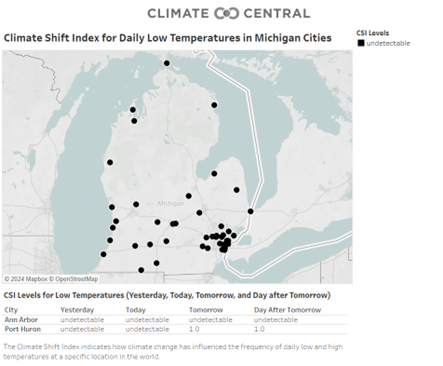 CLIMATE CENTRAL
Climate Shift Index for Daily Low Temperatures in Michigan Cities
CSI Levels
undetectable
Michigan
© 2024 Mapbox © OpenStreetMap
CSI Levels for Low Temperatures (Yesterday, Today, Tomorrow, and Day after Tomorrow)
City Yesterday Today Tomorrow Day After Tomorrow
Ann Arbor undetectable undetectable undetectable undetectable
Port Huron undetectable undetectable 1.0 1.0
The Climate Shift Index indicates how climate change has influenced the frequency of daily low and high
temperatures at a specific location in the world.